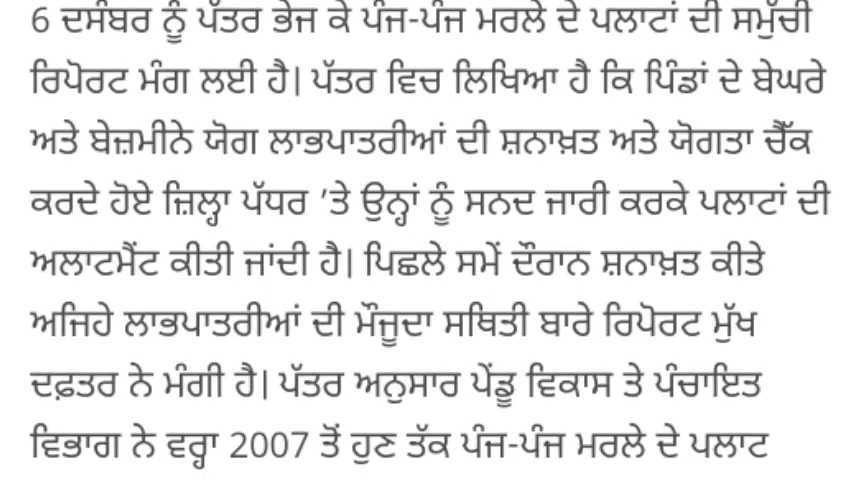 6 ਦਸੰਬਰ ਨੂੰ ਪੱਤਰ ਭੇਜ ਕੇ ਪੰਜ-ਪੰਜ ਮਰਲੇ ਦੇ ਪਲਾਟਾਂ ਦੀ ਸਮੁੱਚੀ
ਰਿਪੋਰਟ ਮੰਗ ਲਈ ਹੈ। ਪੱਤਰ ਵਿਚ ਲਿਖਿਆ ਹੈ ਕਿ ਪਿੰਡਾਂ ਦੇ ਬੇਘਰੇ
ਅਤੇ ਬੇਜ਼ਮੀਨੇ ਯੋਗ ਲਾਭਪਾਤਰੀਆਂ ਦੀ ਸ਼ਨਾਖ਼ਤ ਅਤੇ ਯੋਗਤਾ ਚੈੱਕ
ਕਰਦੇ ਹੋਏ ਜ਼ਿਲ੍ਹਾ ਪੱਧਰ ’ਤੇ ਉਨ੍ਹਾਂ ਨੂੰ ਸਨਦ ਜਾਰੀ ਕਰਕੇ ਪਲਾਟਾਂ ਦੀ
ਅਲਾਟਮੈਂਟ ਕੀਤੀ ਜਾਂਦੀ ਹੈ। ਪਿਛਲੇ ਸਮੇਂ ਦੌਰਾਨ ਸ਼ਨਾਖ਼ਤ ਕੀਤੇ
ਅਜਿਹੇ ਲਾਭਪਾਤਰੀਆਂ ਦੀ ਮੌਜੂਦਾ ਸਥਿਤੀ ਬਾਰੇ ਰਿਪੋਰਟ ਮੁੱਖ
ਦਫ਼ਤਰ ਨੇ ਮੰਗੀ ਹੈ। ਪੱਤਰ ਅਨੁਸਾਰ ਪੇਂਡੂ ਵਿਕਾਸ ਤੇ ਪੰਚਾਇਤ
ਵਿਭਾਗ ਨੇ ਵਰ੍ਹਾ 2007 ਤੋਂ ਹੁਣ ਤੱਕ ਪੰਜ-ਪੰਜ ਮਰਲੇ ਦੇ ਪਲਾਟ